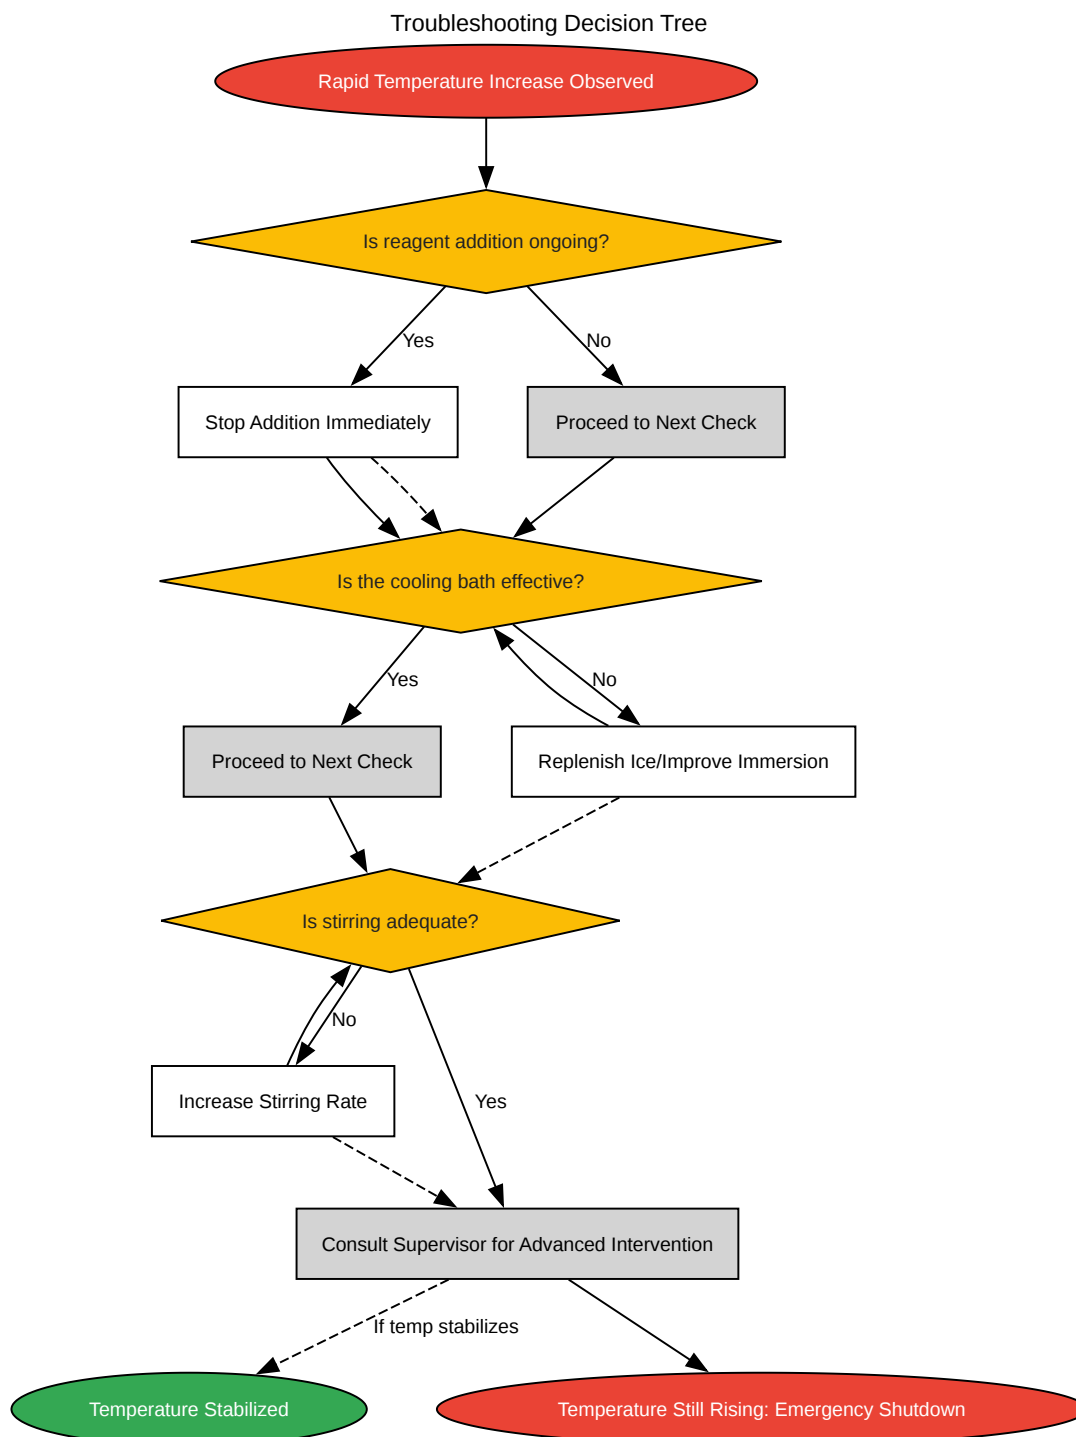 Troubleshooting Decision Tree
Rapid Temperature Increase Observed
Is reagent addition ongoing?
Yes
No
Stop Addition Immediately
Proceed to Next Check
Is the cooling bath effective?
Yes
No
Proceed to Next Check
Replenish Ice/Improve Immersion
Is stirring adequate?
No
Increase Stirring Rate
Yes
Consult Supervisor for Advanced Intervention
If temp stabilizes
Temperature Stabilized
Temperature Still Rising: Emergency Shutdown